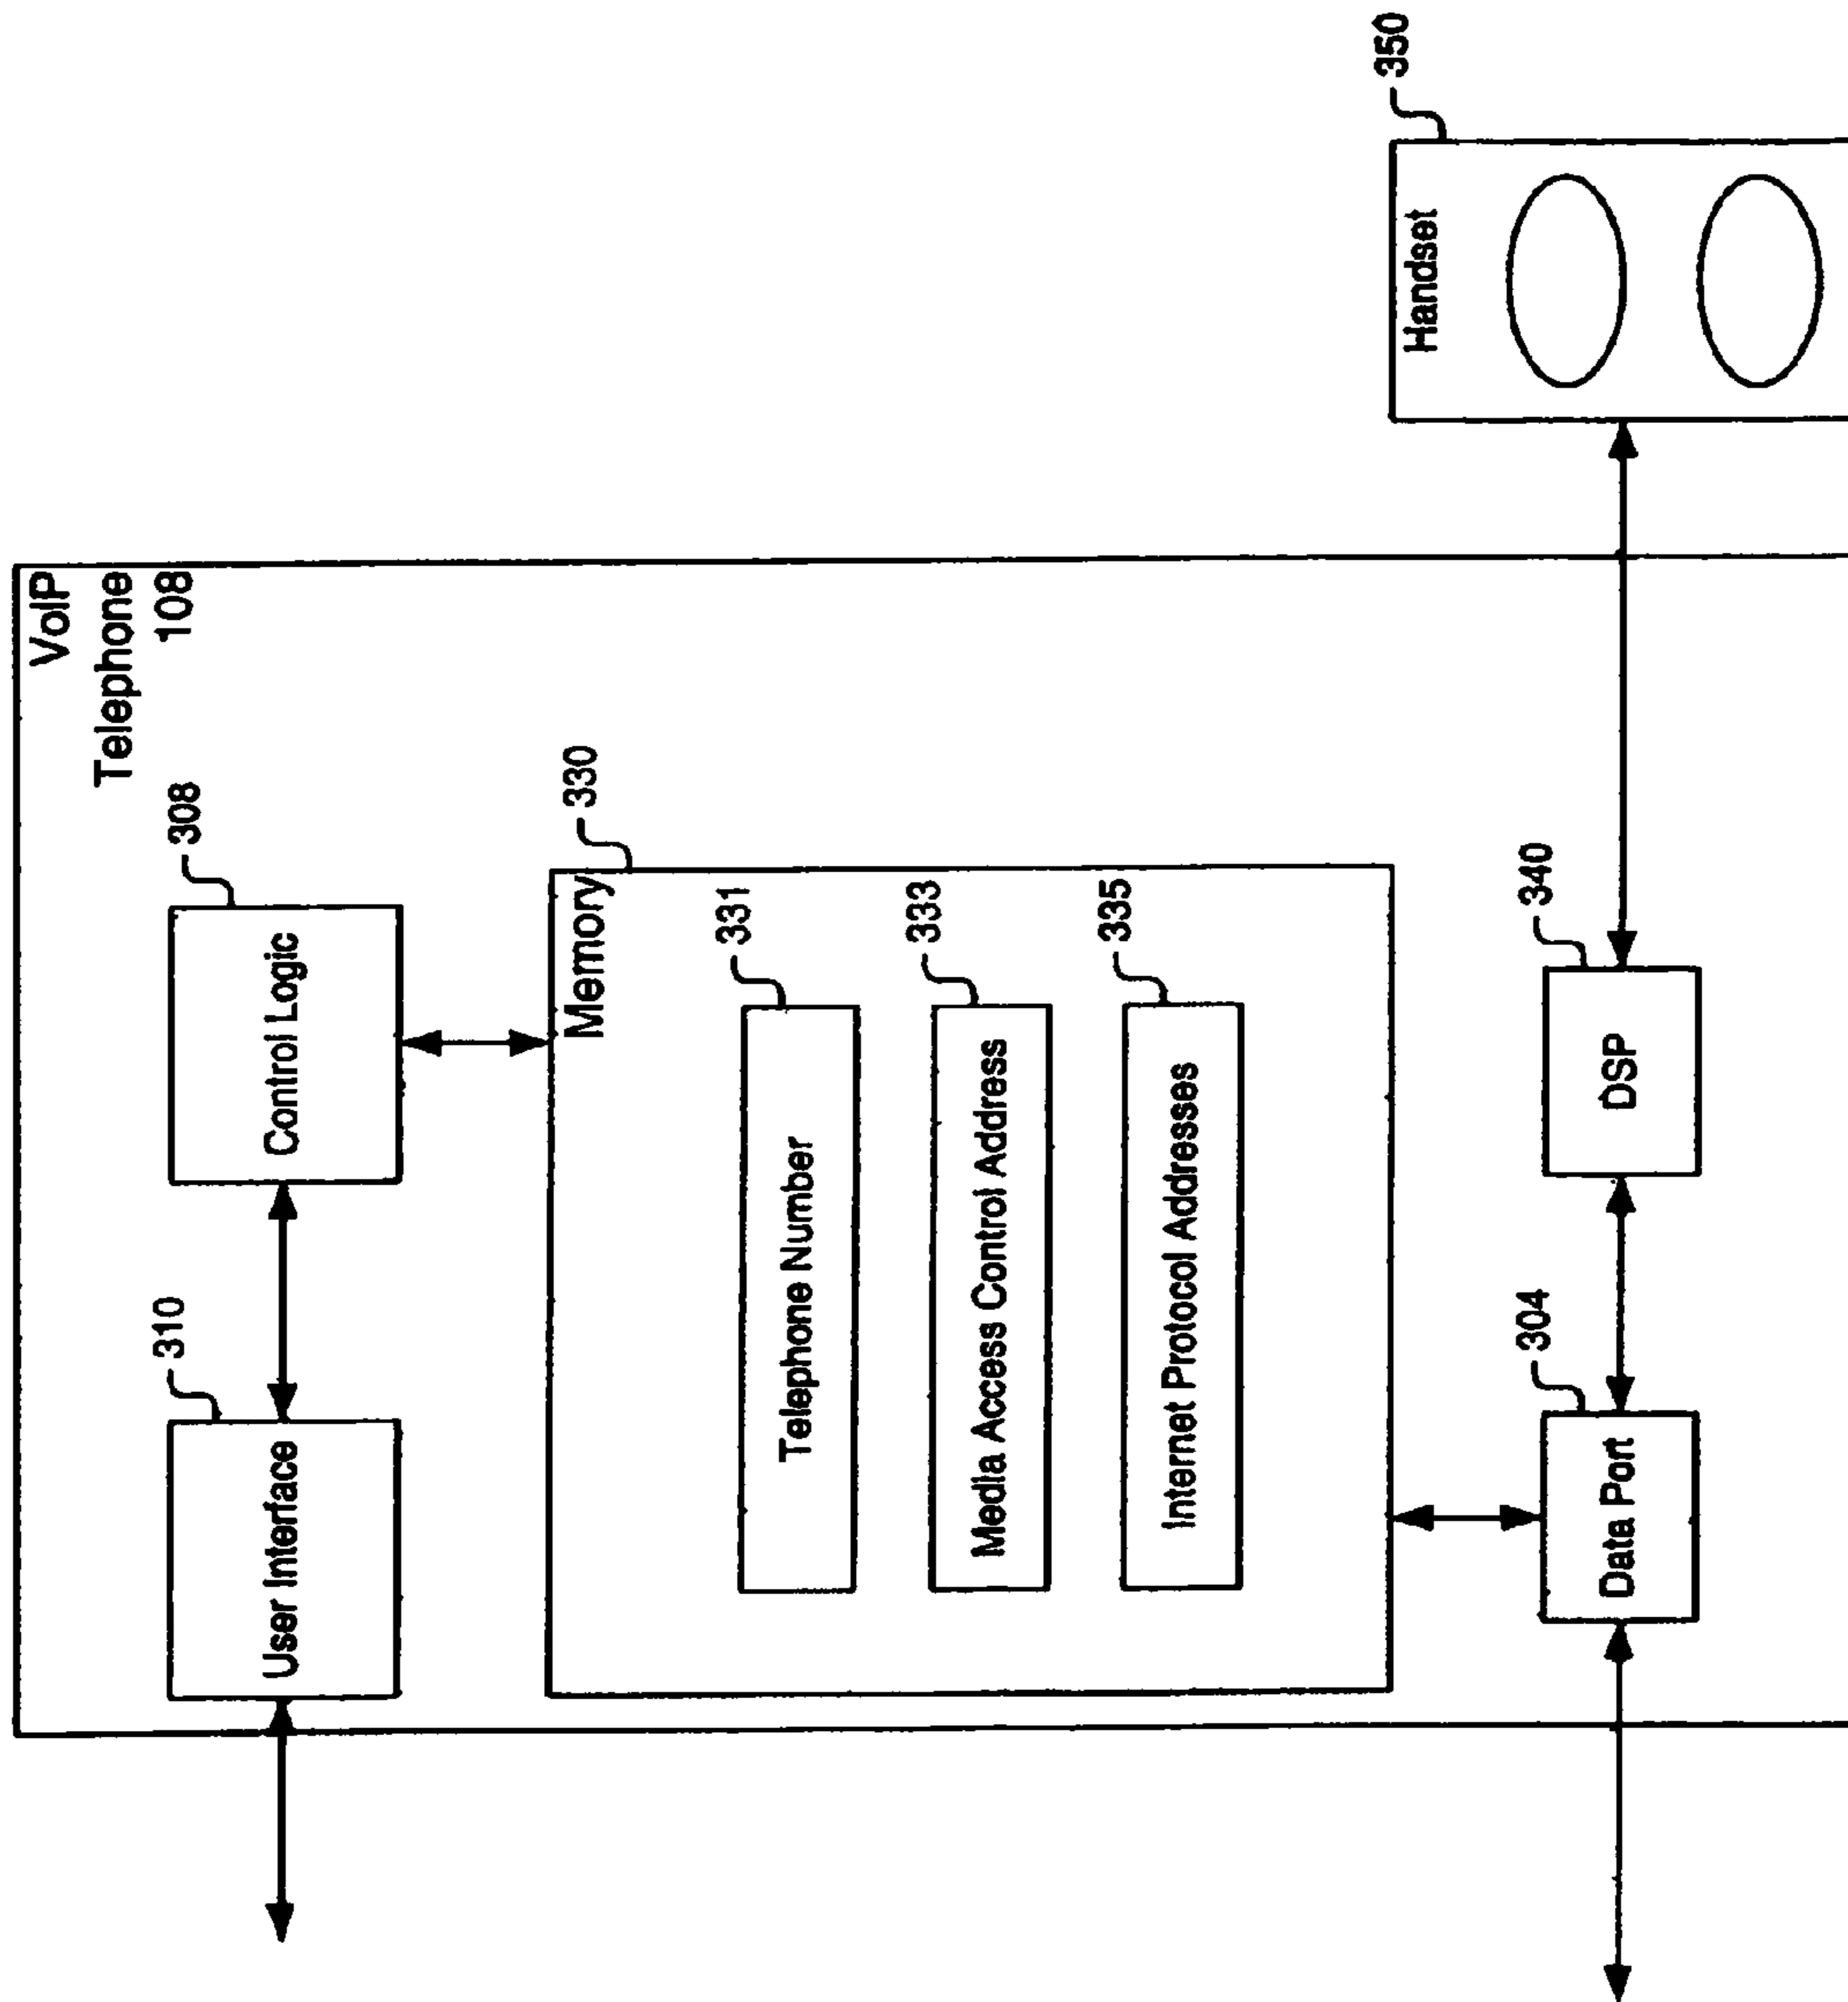 VoIP
Telephone
108
310
User Interface
308
Control Logic
330
Memory
331
Telephone Number
333
Media Access Control Address
335
Internet Protocol Addresses
304
Data Port
340
DSP
350
Handset